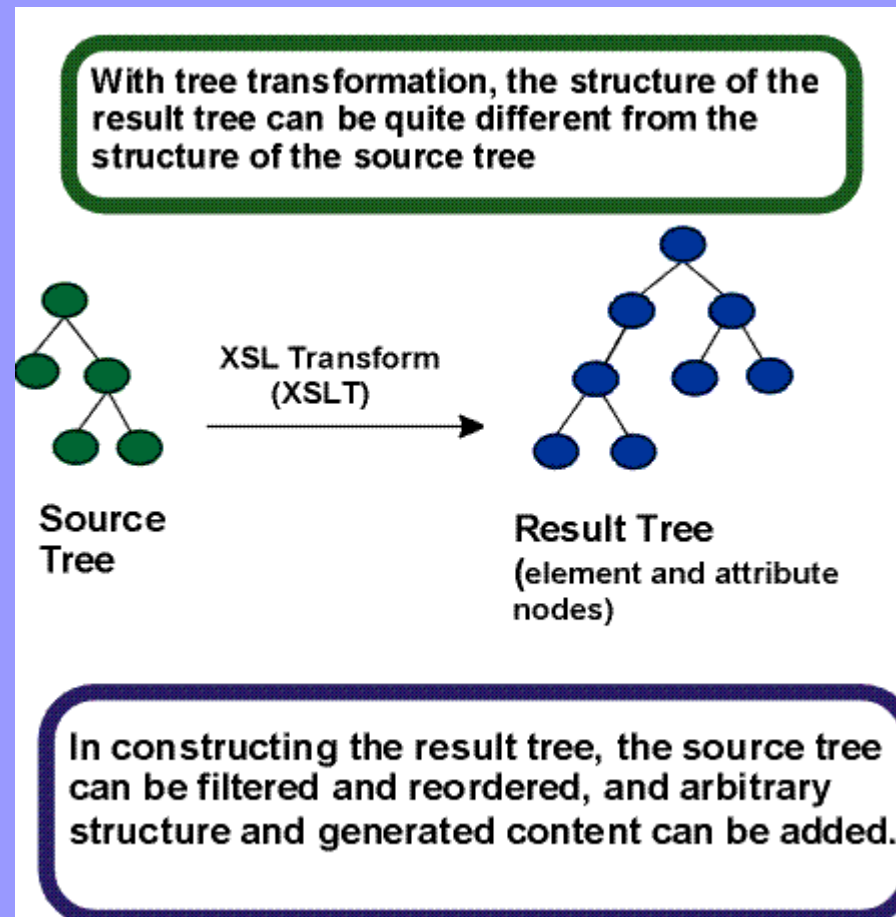 With tree transformation, the structure of the
result tree can be quite different from the
structure of the source tree
XSL Transform
(XSLT)
Source
Tree
Result Tree
(element and attribute
nodes)
In constructing the result tree, the source tree
can be filtered and reordered, and arbitrary
structure and generated content can be added.